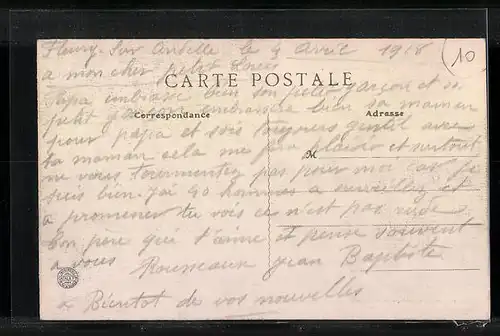 Fleury-Sur Andelle le 4 Avril 1918
(10)
a mon cher petit
CARTE POSTALE
Papa embrasse bien son petit garçon et
petit embrassera bien sa maman
Correspondance
Adresse
pour papa et sois toujours gentil avec
ta maman cela me fera plaisir et surtout
M
ne vous tourmentez pas pour moi car je
suis bien. J'ai 40 hommes a surveillez et
a promener tu vois ce n'est pas rude
ton père qui t'aime et pense souvent
a vous Rousseaux Jean Baptiste
a Bientot de vos nouvelles